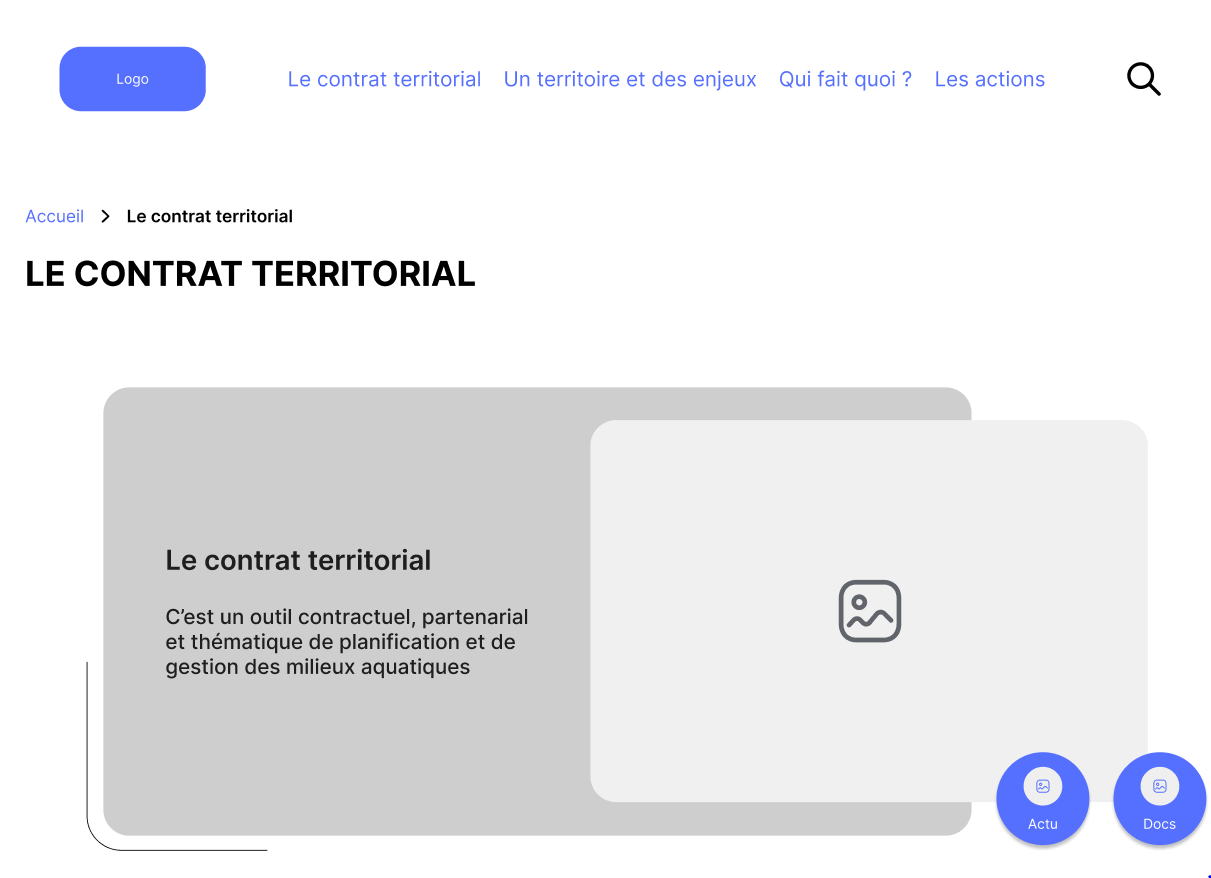 Logo
Le contrat territorial
Un territoire et des enjeux
Qui fait quoi ?
Les actions
Accueil
Le contrat territorial
LE CONTRAT TERRITORIAL
Le contrat territorial
C’est un outil contractuel, partenarial
et thématique de planification et de
gestion des milieux aquatiques
Actu
Docs